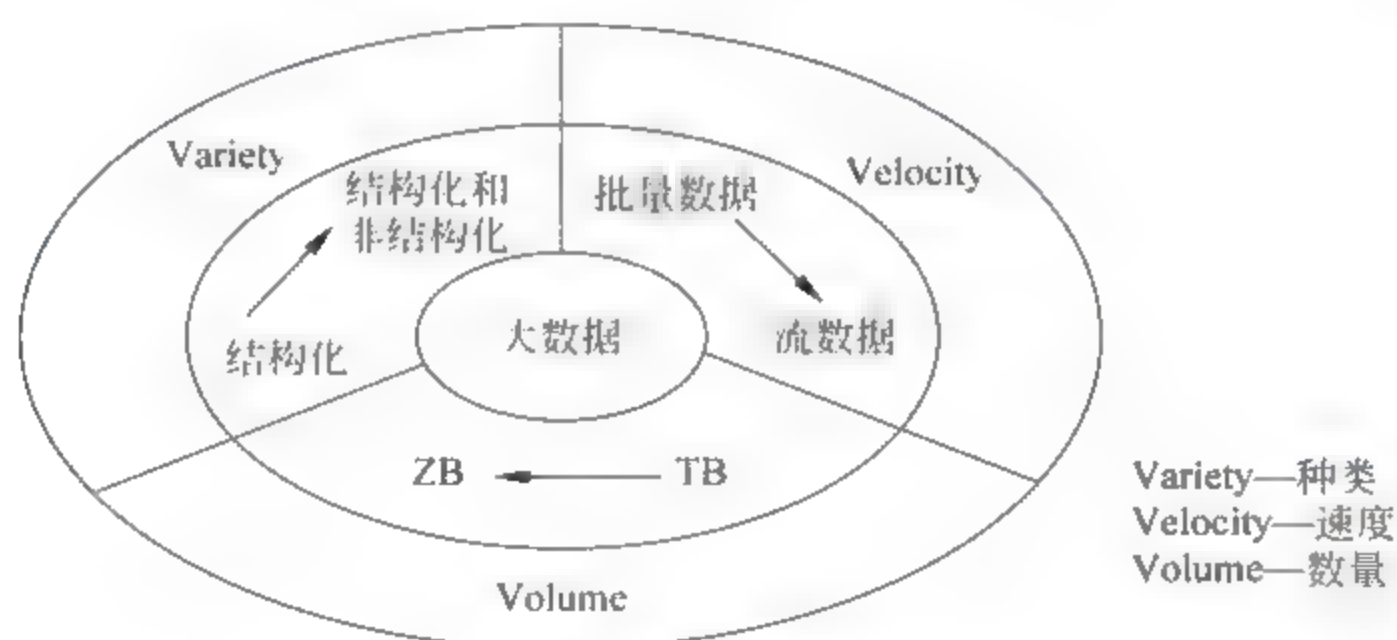 Variety
结构化和
非结构化
结构化
批量数据
Velocity
流数据
大数据
ZB
TB
Volume
Variety—种类
Velocity—速度
Volume—数量